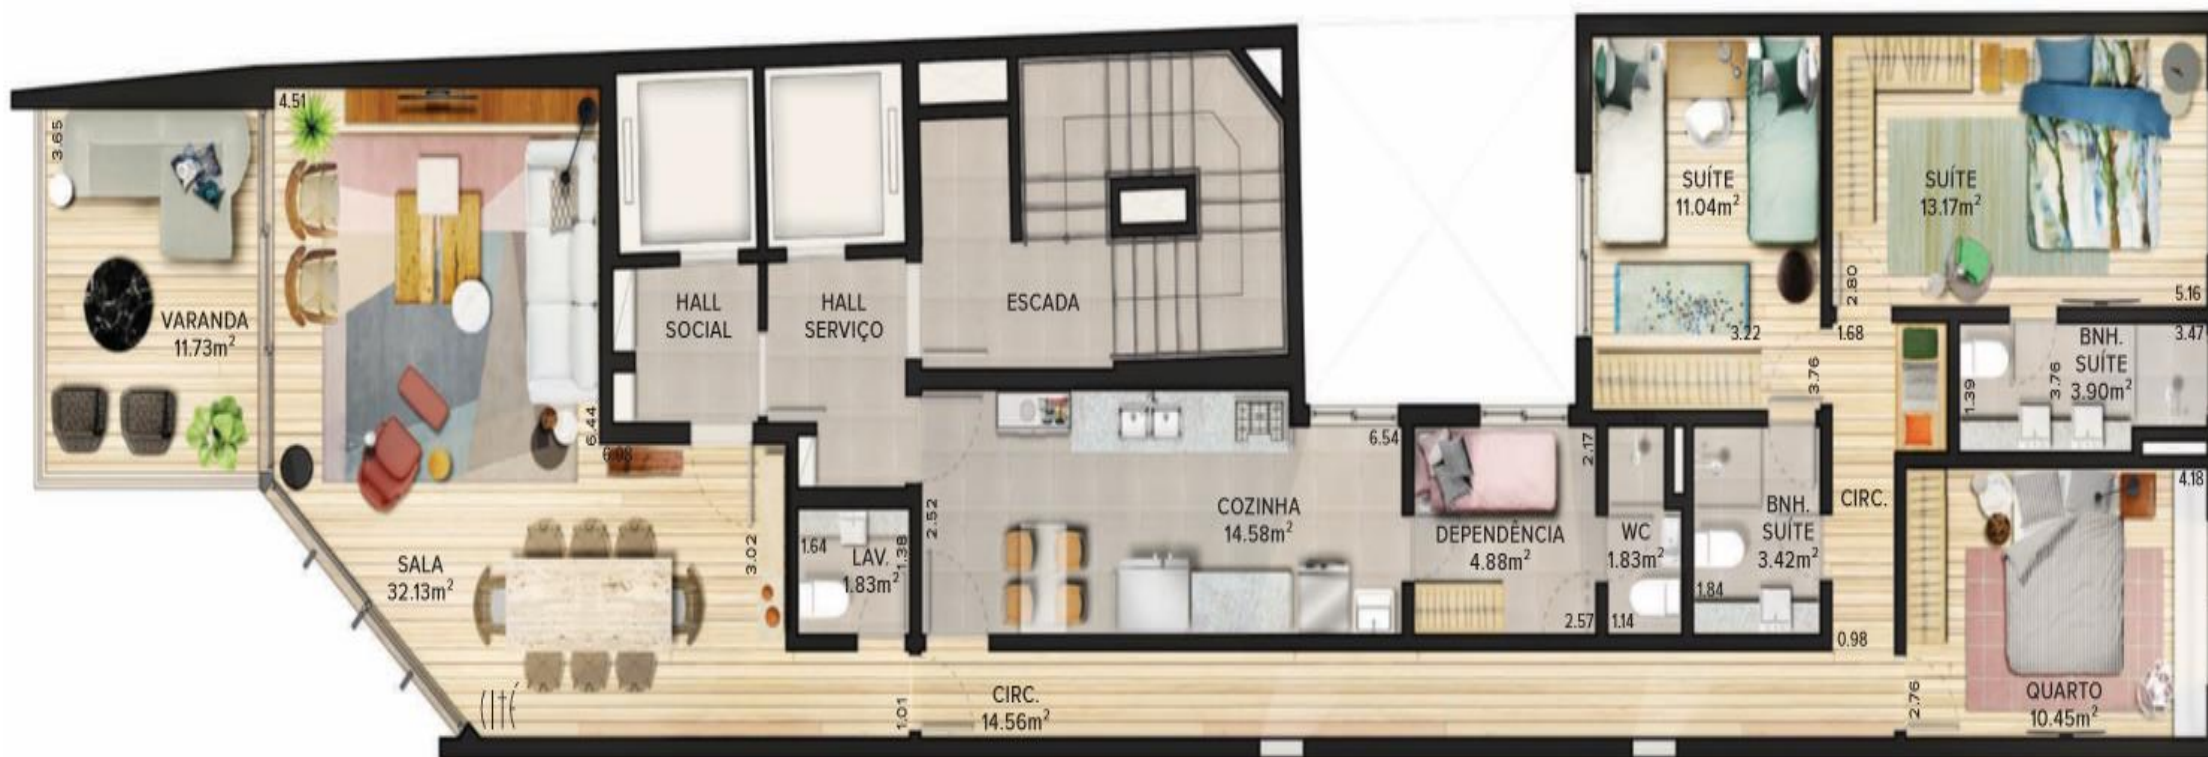 3.65
VARANDA
11.73m²
4.51
6.44
6.08
SALA
32.13m²
3.02
HALL
SOCIAL
HALL
SERVIÇO
ESCADA
1.64
LAV.
1.38
1.83m²
2.52
COZINHA
14.58m²
6.54
DEPENDÊNCIA
4.88m²
2.17
2.57
WC
1.83m²
1.14
BNH.
SUÍTE
3.42m²
1.84
SUÍTE
11.04m²
3.22
3.76
SUÍTE
13.17m²
2.80
5.16
1.68
BNH.
SUÍTE
3.90m²
1.39
3.76
3.47
CIRC.
0.98
4.18
QUARTO
10.45m²
2.76
1.01
CIRC.
14.56m²